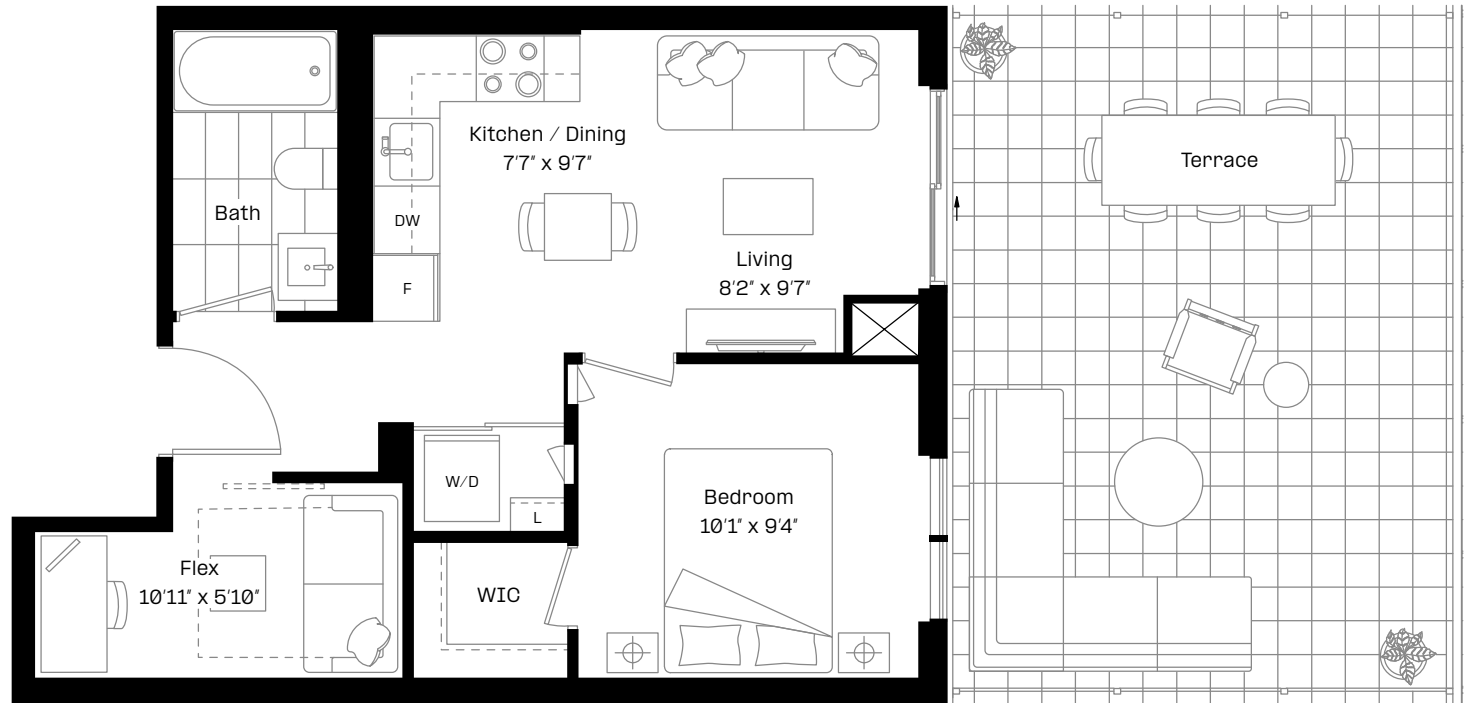 Kitchen / Dining
7'7" x 9'7"
Terrace
Bath
DW
Living
8'2" x 9'7"
F
W/D
L
Bedroom
10'1" x 9'4"
Flex
10'11" x 5'10"
WIC